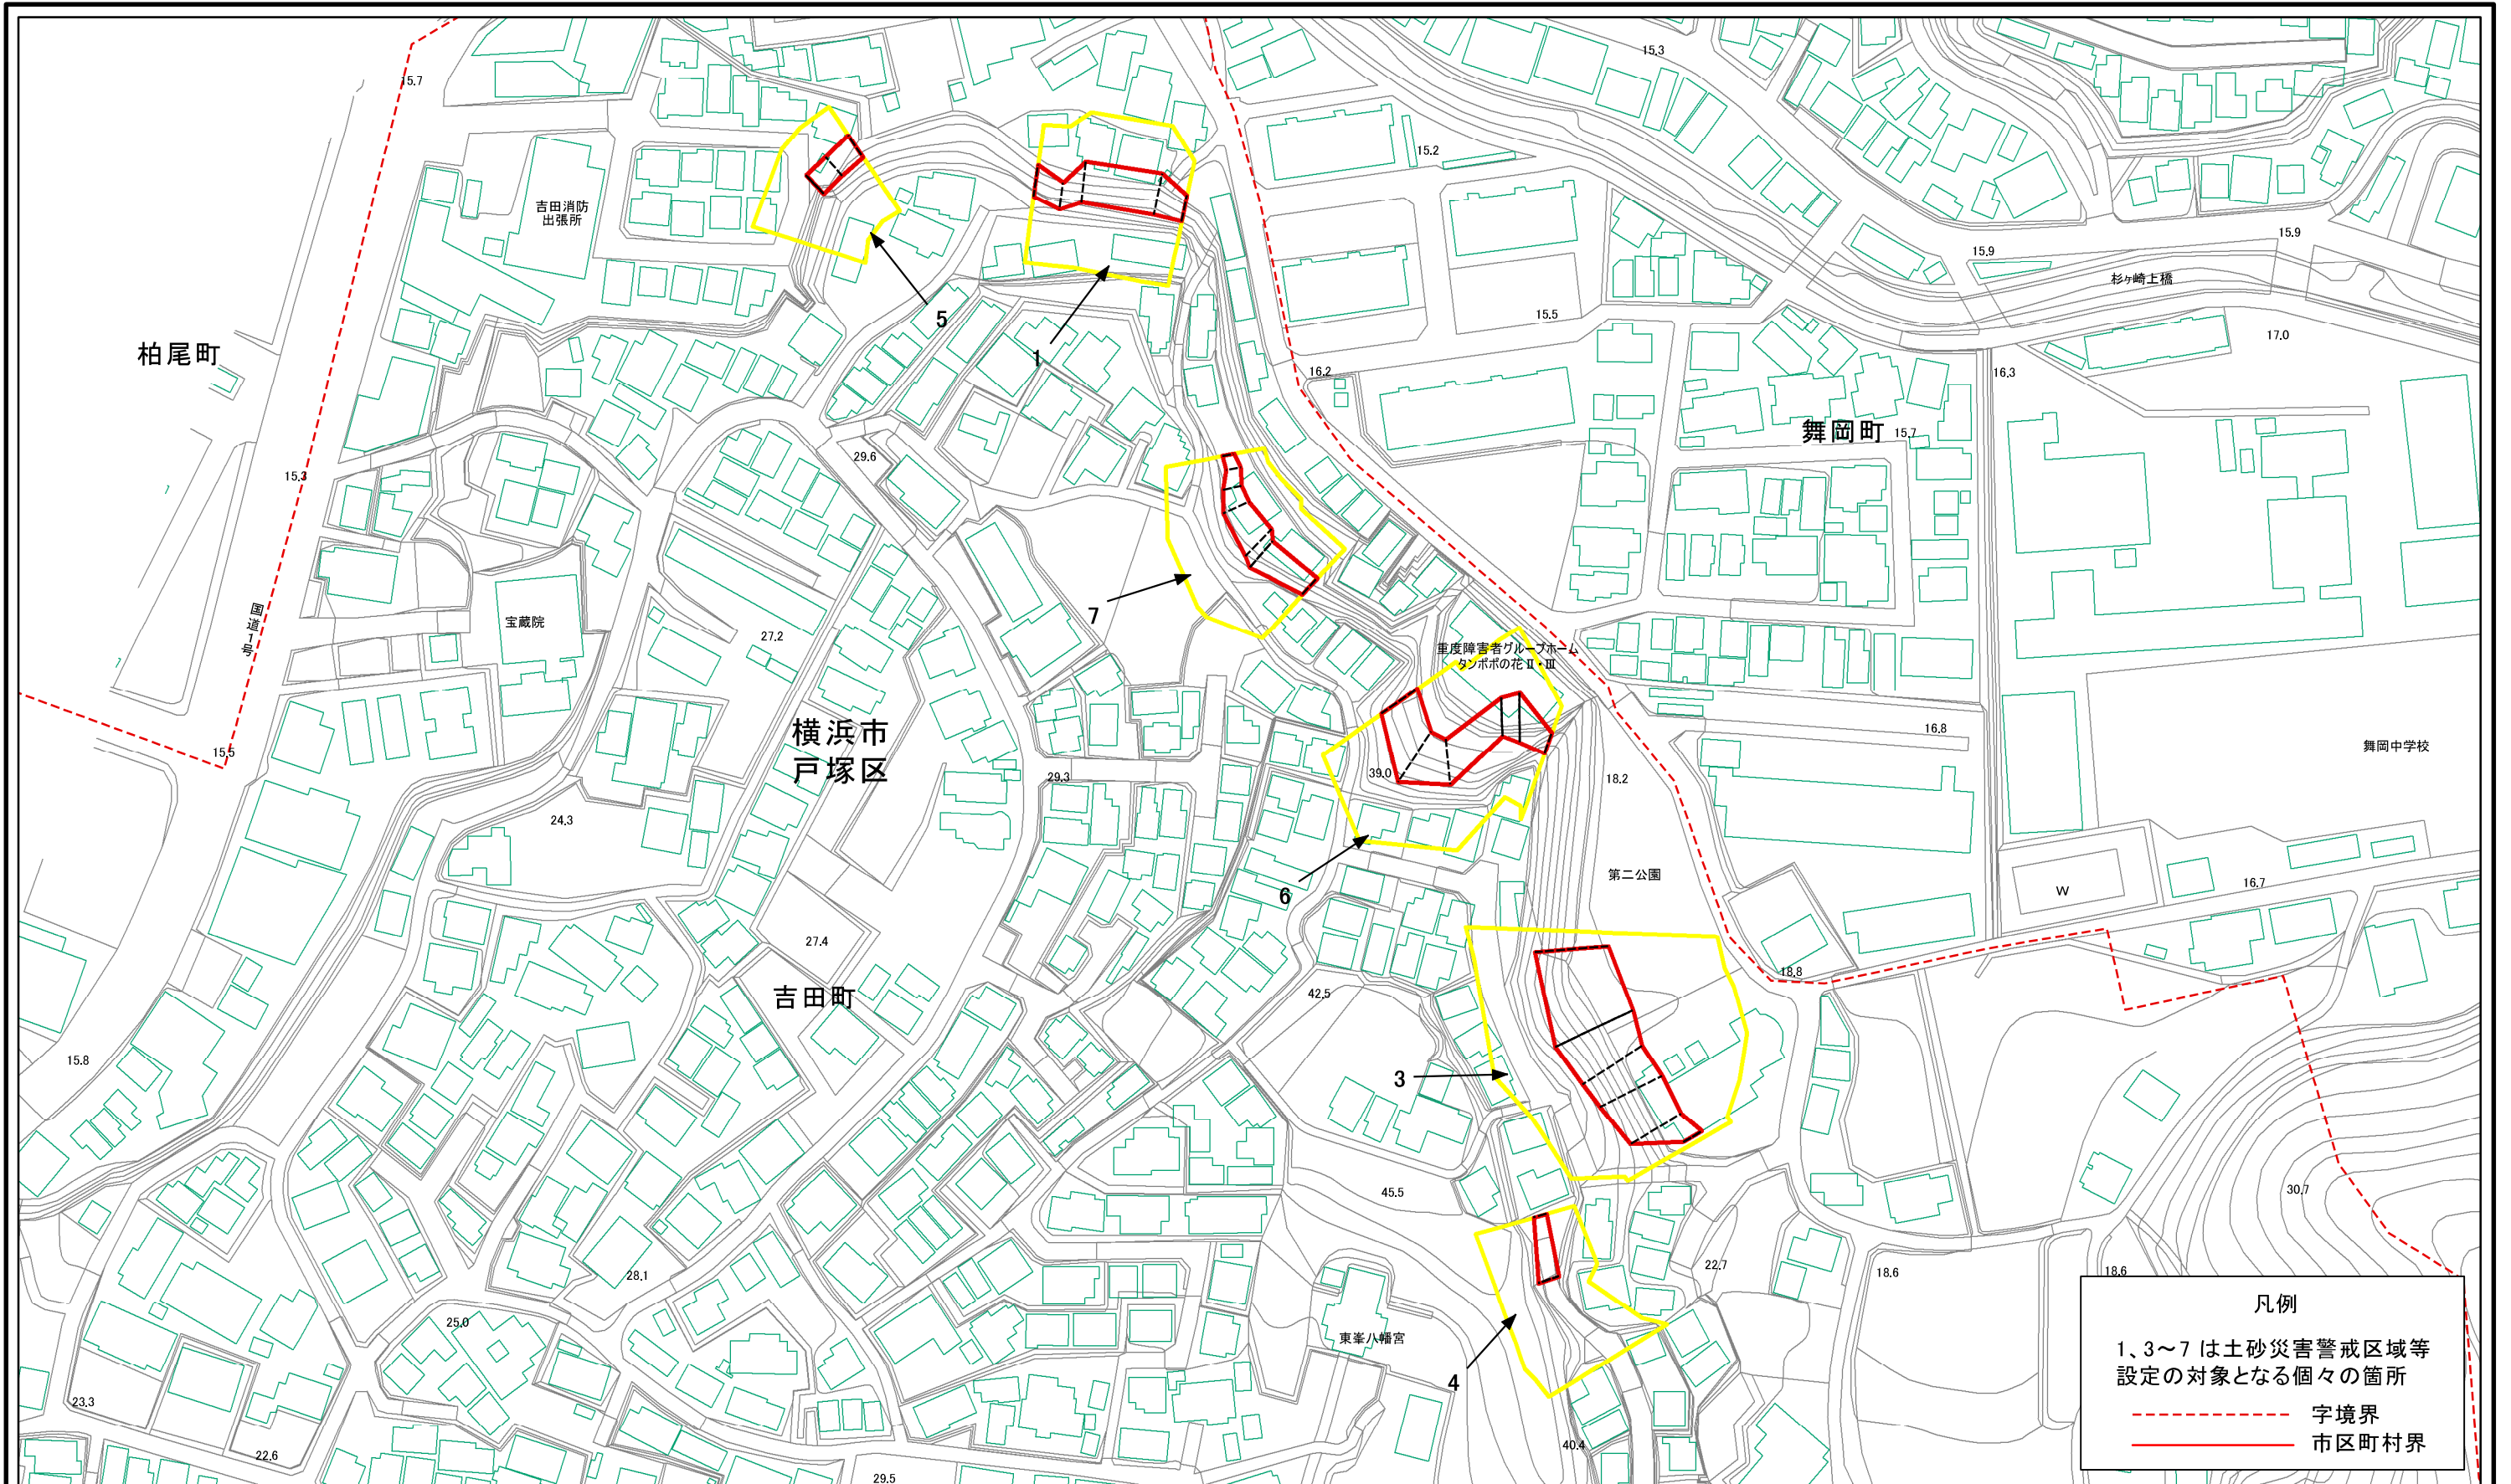 15.7
15.3
15.2
吉田消防
出張所
15.9
15.9
杉ヶ崎上橋
5
1
15.5
17.0
柏尾町
16.2
16.3
舞岡町
15.7
29.6
15.3
7
国道1号
宝蔵院
27.2
重度障害者グループホーム
タンポポの花Ⅱ・Ⅲ
横浜市
戸塚区
15.5
16.8
舞岡中学校
29.3
39.0
18.2
24.3
6
第二公園
W
16.7
27.4
18.8
吉田町
42.5
15.8
3
45.5
30.7
22.7
28.1
18.6
18.6
25.0
東峯八幡宮
4
23.3
40.4
22.6
29.5
凡例
1、3～7 は土砂災害警戒区域等
設定の対象となる個々の箇所
字境界
市区町村界